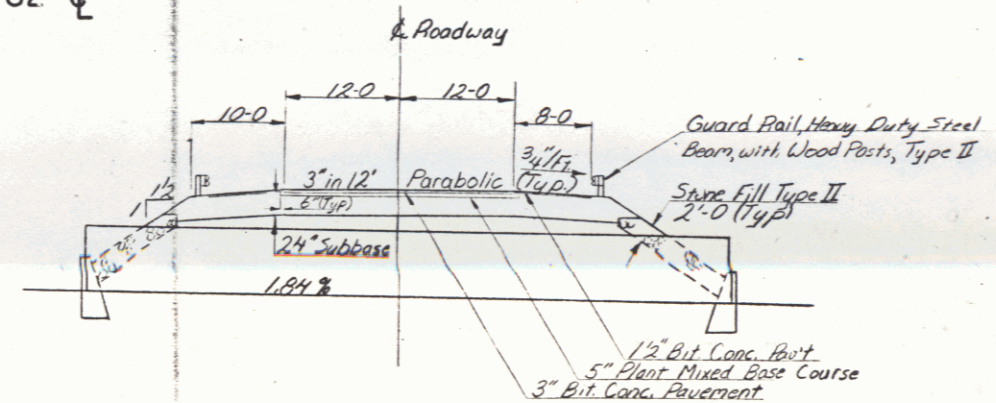 ℄
℄ Roadway
12-0
12-0
10-0
8-0
Guard Rail, Heavy Duty Steel
Beam, with Wood Posts, Type II
3/4"/Ft.
(Typ.)
3" in 12'
Parabolic
1½
1
6"(Typ)
Stone Fill Type II
2'-0 (Typ)
24" Subbase
1.84%
1½" Bit. Conc. Pav't
5" Plant Mixed Base Course
3" Bit. Conc. Pavement